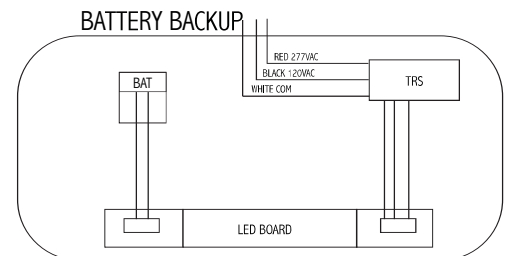 BATTERY BACKUP
RED 277VAC
BLACK 120VAC
WHITE COM
BAT
TRS
LED BOARD